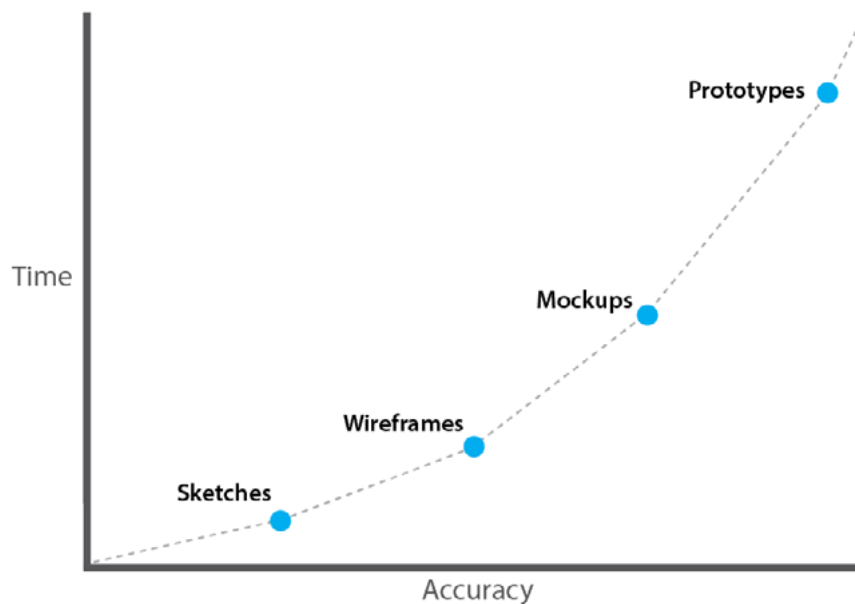 Prototypes
Time
Mockups
Wireframes
Sketches
Accuracy